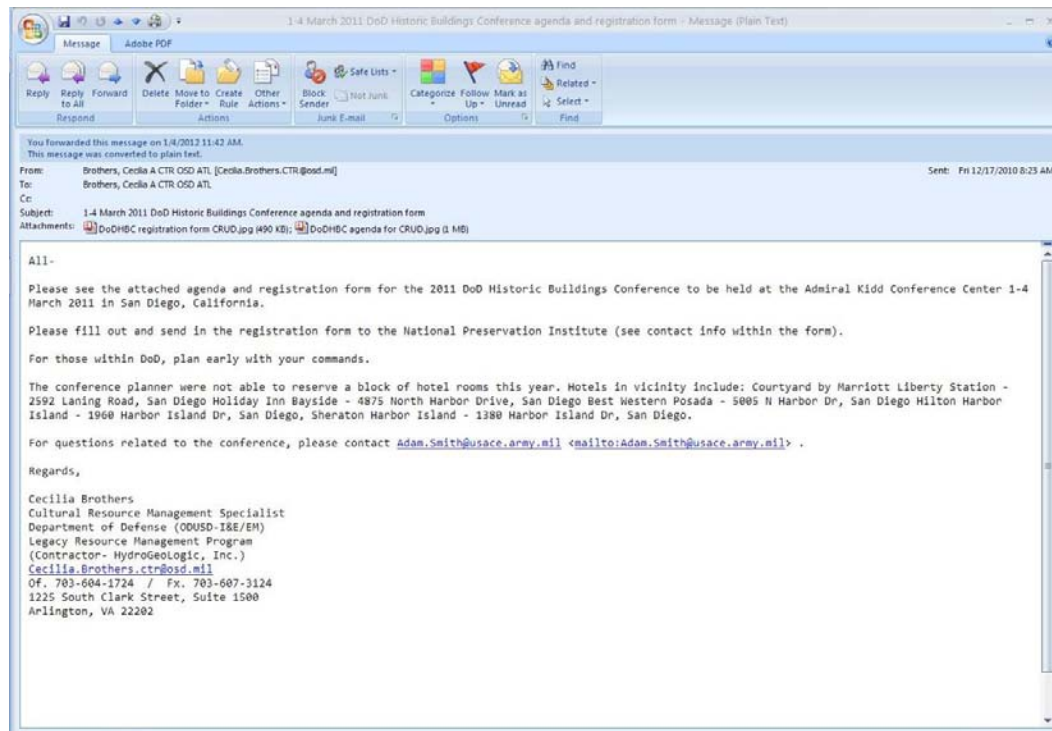 1-4 March 2011 DoD Historic Buildings Conference agenda and registration form - Message (Plain Text)
Message Adobe PDF
Reply Reply to All Forward
Respond
Delete Move to Folder Create Rule Other Actions
Actions
Block Sender Safe Lists Not Junk
Junk E-mail
Categorize Follow Up Mark as Unread
Options
Find Related Select
Find
You forwarded this message on 1/4/2012 11:42 AM.
This message was converted to plain text.
From: Brothers, Cecilia A CTR OSD ATL [Cecilia.Brothers.CTR@osd.mil] Sent: Fri 12/17/2010 8:23 AM
To: Brothers, Cecilia A CTR OSD ATL
Cc:
Subject: 1-4 March 2011 DoD Historic Buildings Conference agenda and registration form
Attachments: DoDHBC registration form CRUD.jpg (490 KB); DoDHBC agenda for CRUD.jpg (1 MB)
All-
Please see the attached agenda and registration form for the 2011 DoD Historic Buildings Conference to be held at the Admiral Kidd Conference Center 1-4
March 2011 in San Diego, California.
Please fill out and send in the registration form to the National Preservation Institute (see contact info within the form).
For those within DoD, plan early with your commands.
The conference planner were not able to reserve a block of hotel rooms this year. Hotels in vicinity include: Courtyard by Marriott Liberty Station -
2592 Laning Road, San Diego Holiday Inn Bayside - 4875 North Harbor Drive, San Diego Best Western Posada - 5005 N Harbor Dr, San Diego Hilton Harbor
Island - 1960 Harbor Island Dr, San Diego, Sheraton Harbor Island - 1380 Harbor Island Dr, San Diego.
For questions related to the conference, please contact Adam.Smith@usace.army.mil <mailto:Adam.Smith@usace.army.mil> .
Regards,
Cecilia Brothers
Cultural Resource Management Specialist
Department of Defense (ODUSD-I&E/EM)
Legacy Resource Management Program
(Contractor- HydroGeoLogic, Inc.)
Cecilia.Brothers.ctr@osd.mil
Of. 703-604-1724 / Fx. 703-607-3124
1225 South Clark Street, Suite 1500
Arlington, VA 22202